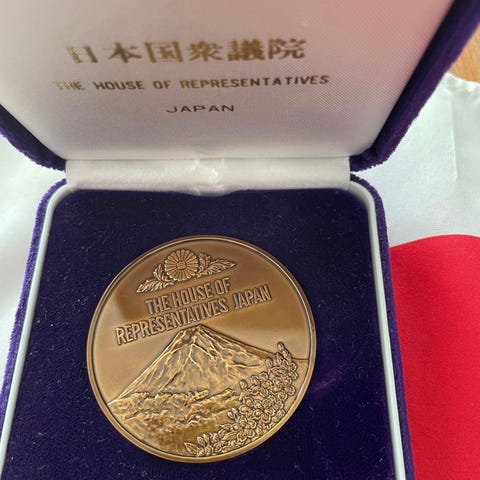 日本国衆議院
THE HOUSE OF REPRESENTATIVES
JAPAN
THE HOUSE OF
REPRESENTATIVES JAPAN